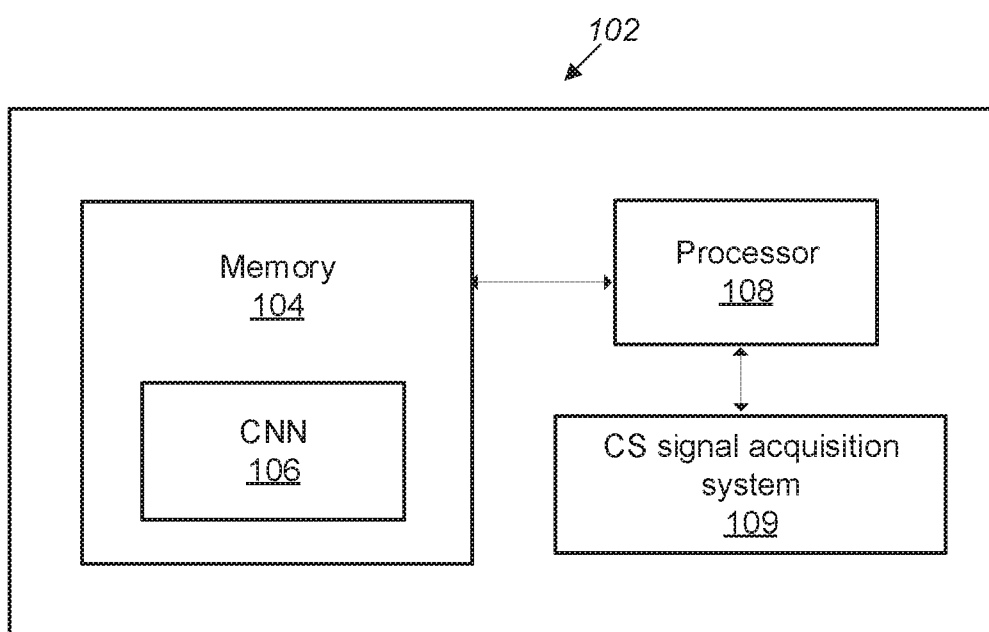 102
Memory
104
CNN
106
Processor
108
CS signal acquisition
system
109